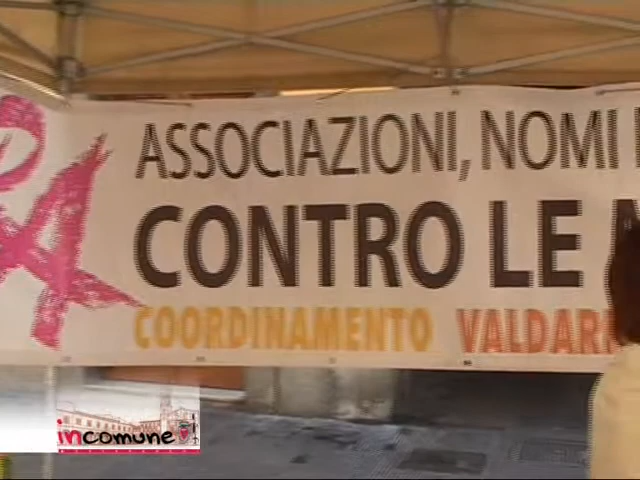 ASSOCIAZIONI, NOMI
CONTRO LE
COORDINAMENTO VALDAR
incomune